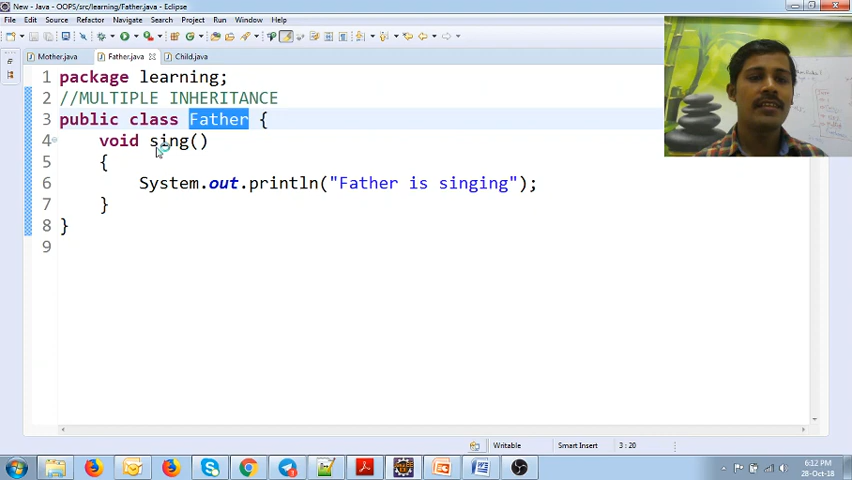 New - Java - OOPS/src/learning/Father.java - Eclipse
File Edit Source Refactor Navigate Search Project Run Window Help
Mother.java Father.java Child.java
1 package learning;
2 //MULTIPLE INHERITANCE
3 public class Father {
4 void sing()
5 {
6 System.out.println("Father is singing");
7 }
8 }
9
Writable Smart Insert 3 : 20
6:12 PM
28-Oct-18